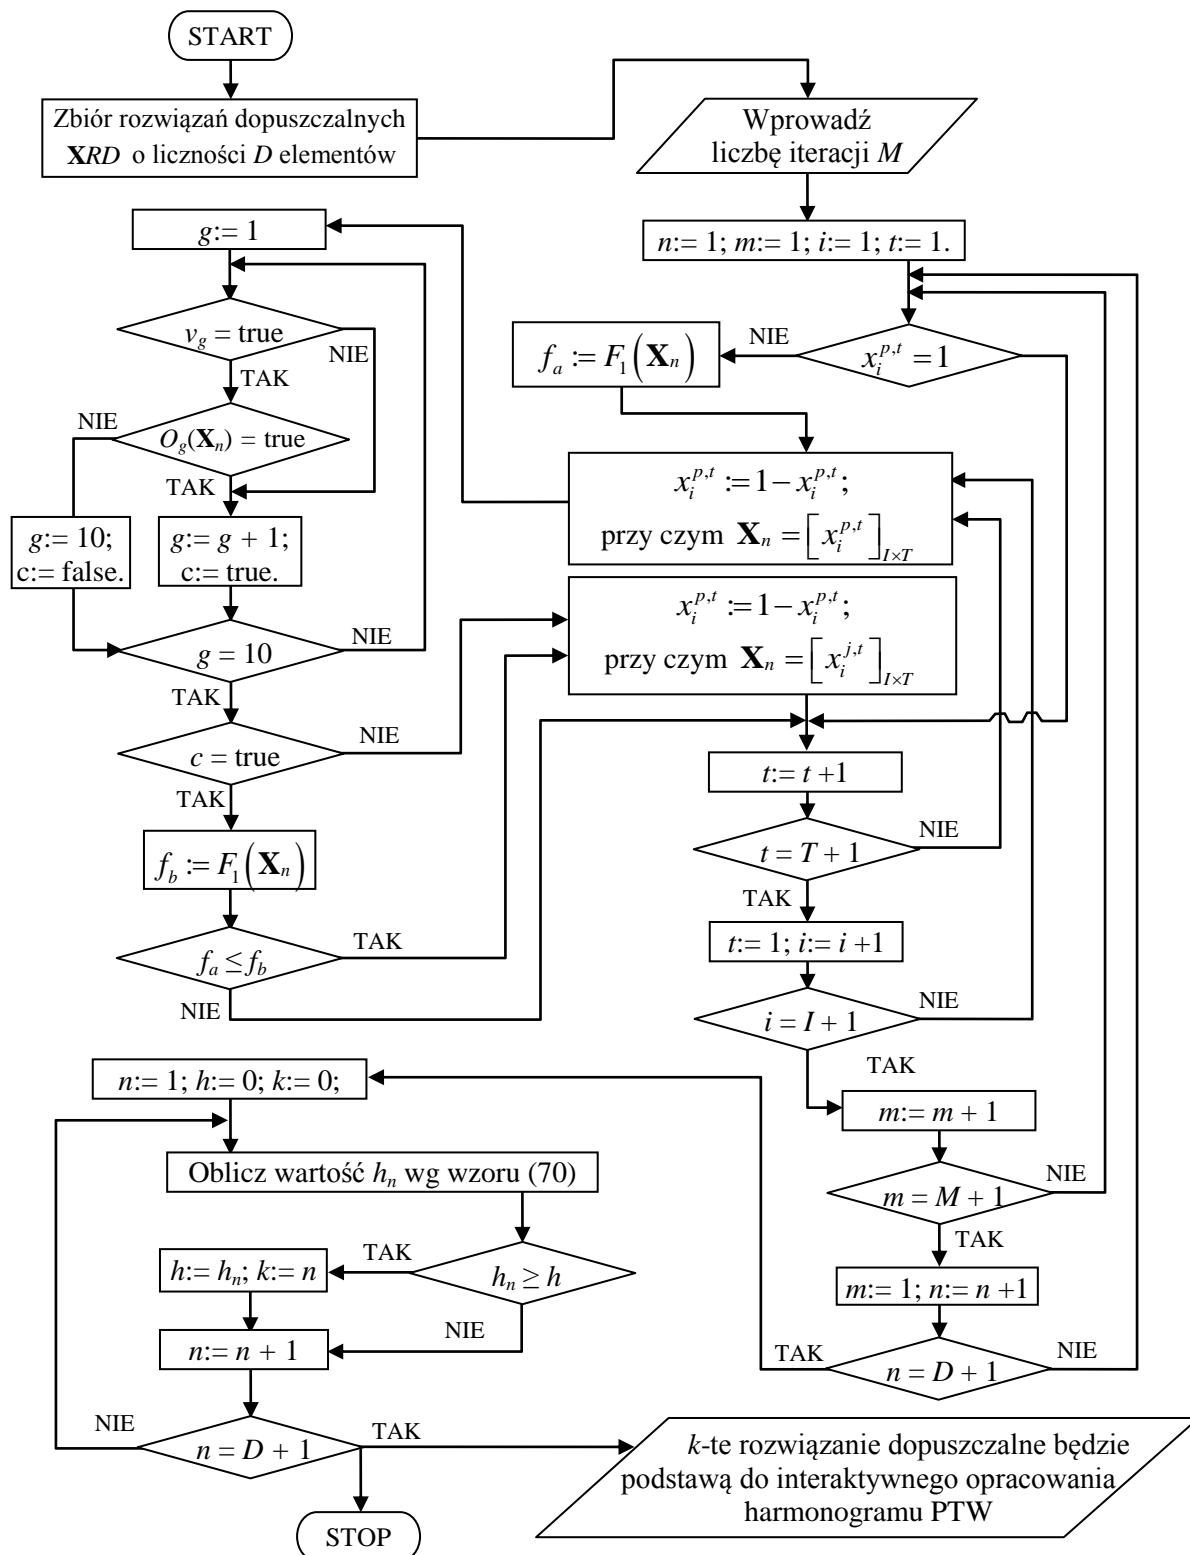 START
Zbiór rozwiązań dopuszczalnych
XRD o liczności D elementów
Wprowadź
liczbę iteracji M
n:= 1; m:= 1; i:= 1; t:= 1.
g:= 1
v_g = true
NIE
TAK
O_g(X_n) = true
NIE
TAK
g:= 10;
c:= false.
g:= g + 1;
c:= true.
g = 10
NIE
TAK
c = true
NIE
TAK
f_b := F_1(X_n)
f_a ≤ f_b
TAK
NIE
x_i^{p,t} = 1
NIE
f_a := F_1(X_n)
x_i^{p,t} := 1 − x_i^{p,t};
przy czym X_n = [x_i^{p,t}]_{I×T}
x_i^{p,t} := 1 − x_i^{p,t};
przy czym X_n = [x_i^{j,t}]_{I×T}
t:= t +1
t = T + 1
NIE
TAK
t:= 1; i:= i +1
i = I + 1
NIE
TAK
m:= m + 1
m = M + 1
NIE
TAK
m:= 1; n:= n +1
n = D + 1
TAK
NIE
n:= 1; h:= 0; k:= 0;
Oblicz wartość h_n wg wzoru (70)
h_n ≥ h
TAK
NIE
h:= h_n; k:= n
n:= n + 1
n = D + 1
NIE
TAK
k-te rozwiązanie dopuszczalne będzie
podstawą do interaktywnego opracowania
harmonogramu PTW
STOP